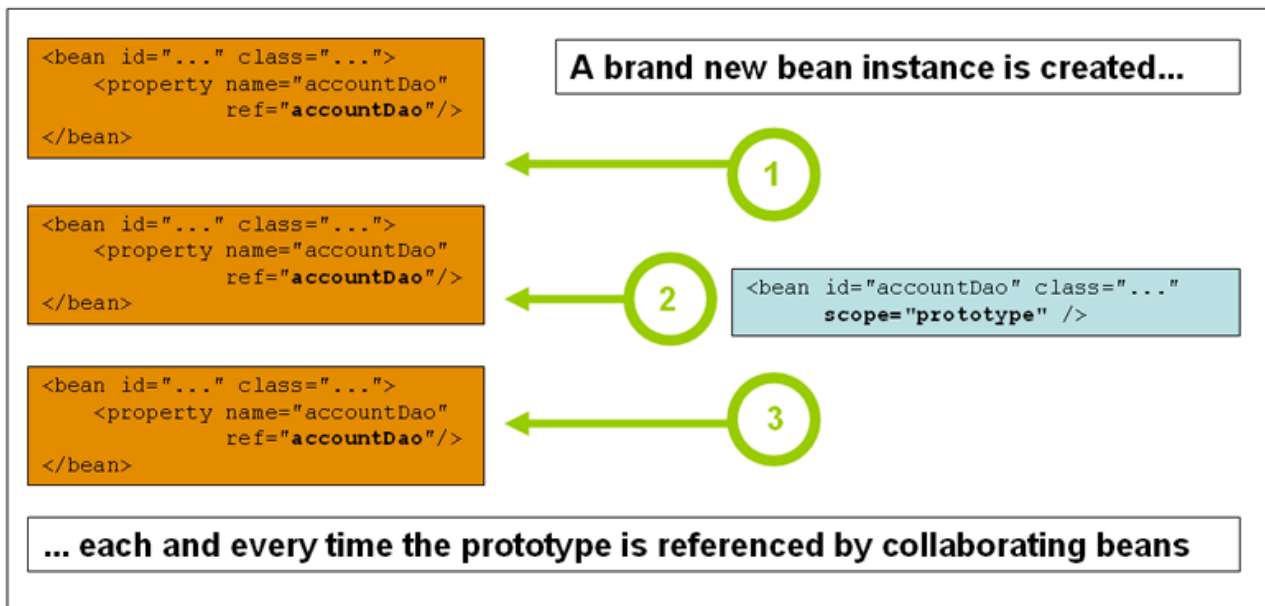 <bean id="..." class="...">
    <property name="accountDao"
              ref="accountDao"/>
</bean>
A brand new bean instance is created...
1
<bean id="..." class="...">
    <property name="accountDao"
              ref="accountDao"/>
</bean>
2
<bean id="accountDao" class="..."
      scope="prototype" />
<bean id="..." class="...">
    <property name="accountDao"
              ref="accountDao"/>
</bean>
3
... each and every time the prototype is referenced by collaborating beans